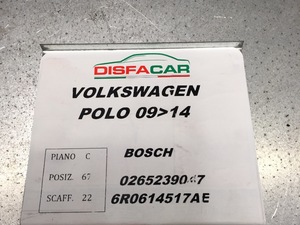 DISFACAR
VOLKSWAGEN
POLO 09>14
PIANO C
BOSCH
POSIZ. 67
SCAFF. 22
6R0614517AE